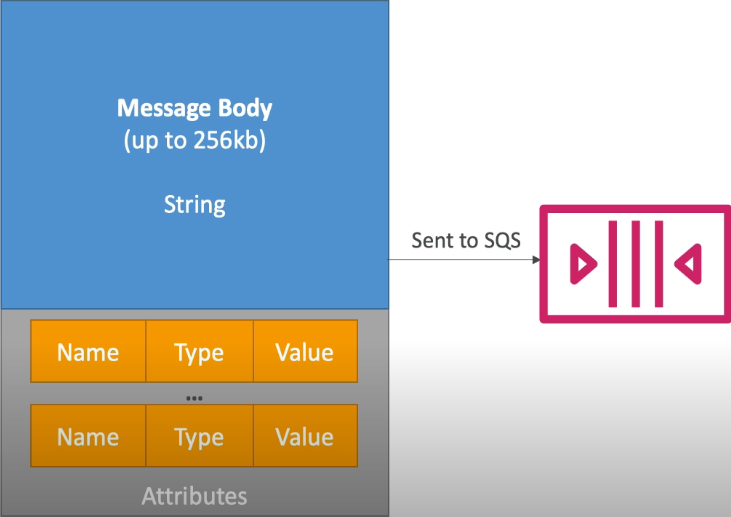 Message Body
(up to 256kb)
String
Sent to SQS
Name Type Value
...
Name Type Value
Attributes